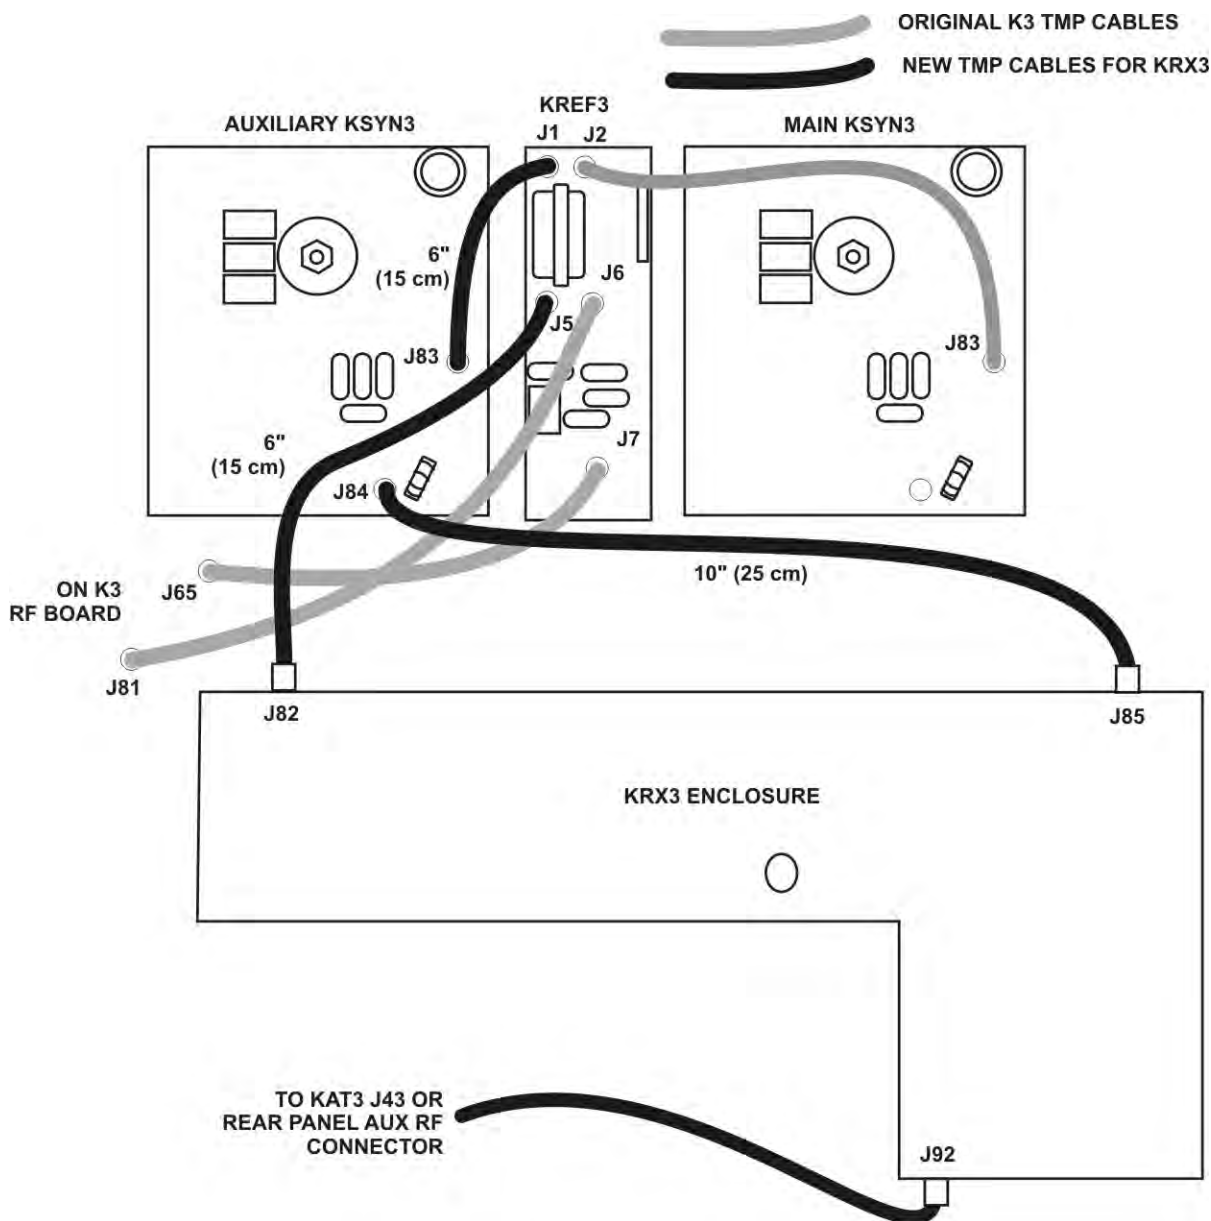 ORIGINAL K3 TMP CABLES
NEW TMP CABLES FOR KRX3
KREF3
AUXILIARY KSYN3
J1
J2
MAIN KSYN3
6"
(15 cm)
J6
J5
J83
J83
6"
(15 cm)
J7
J84
10" (25 cm)
ON K3
RF BOARD
J65
J81
J82
J85
KRX3 ENCLOSURE
TO KAT3 J43 OR
REAR PANEL AUX RF
CONNECTOR
J92